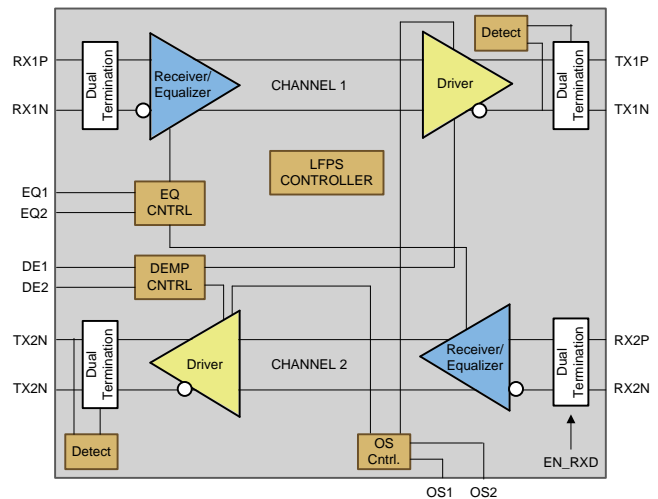 Detect
RX1P
Dual
Termination
Receiver/
Equalizer
CHANNEL 1
Driver
Dual
Termination
TX1P
RX1N
TX1N
LFPS
CONTROLLER
EQ1
EQ2
EQ
CNTRL
DE1
DE2
DEMP
CNTRL
TX2N
Dual
Termination
Driver
CHANNEL 2
Receiver/
Equalizer
Dual
Termination
RX2P
TX2N
RX2N
Detect
OS
Cntrl.
EN_RXD
OS1
OS2